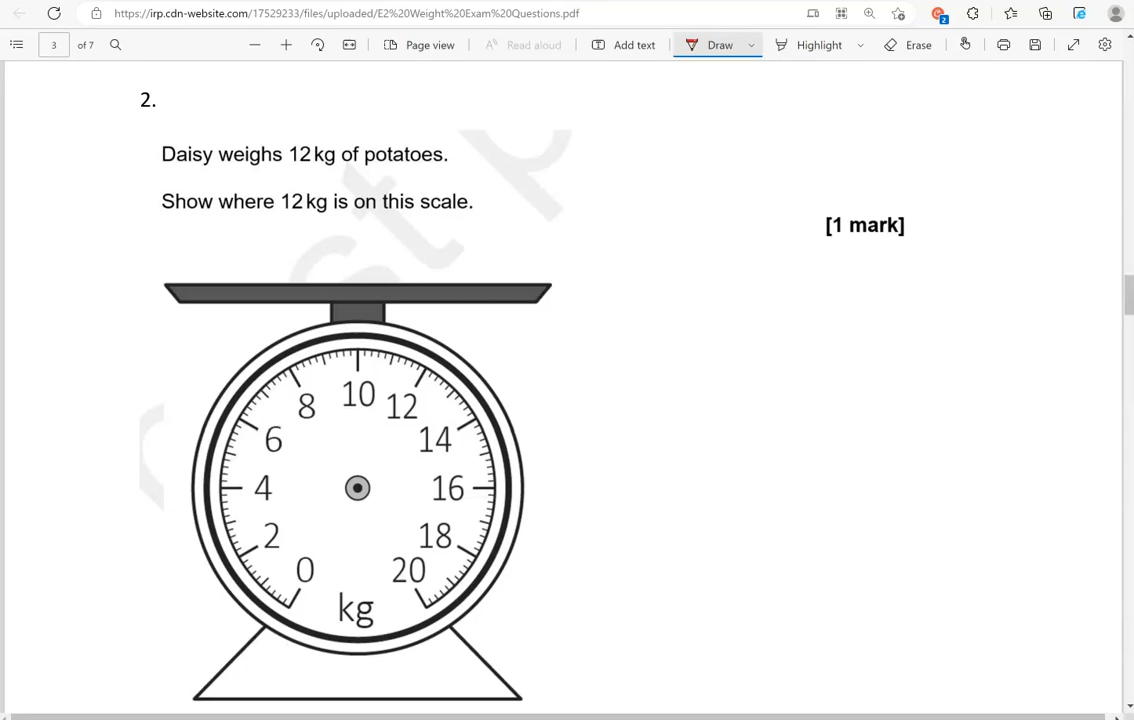 https://irp.cdn-website.com/17529233/files/uploaded/E2%20Weight%20Exam%20Questions.pdf
2
3 of 7
Page view
Read aloud
Add text
Draw
Highlight
Erase
2.
Daisy weighs 12 kg of potatoes.
Show where 12 kg is on this scale.
[1 mark]
10
8 12
6 14
4 16
2 18
0 20
kg